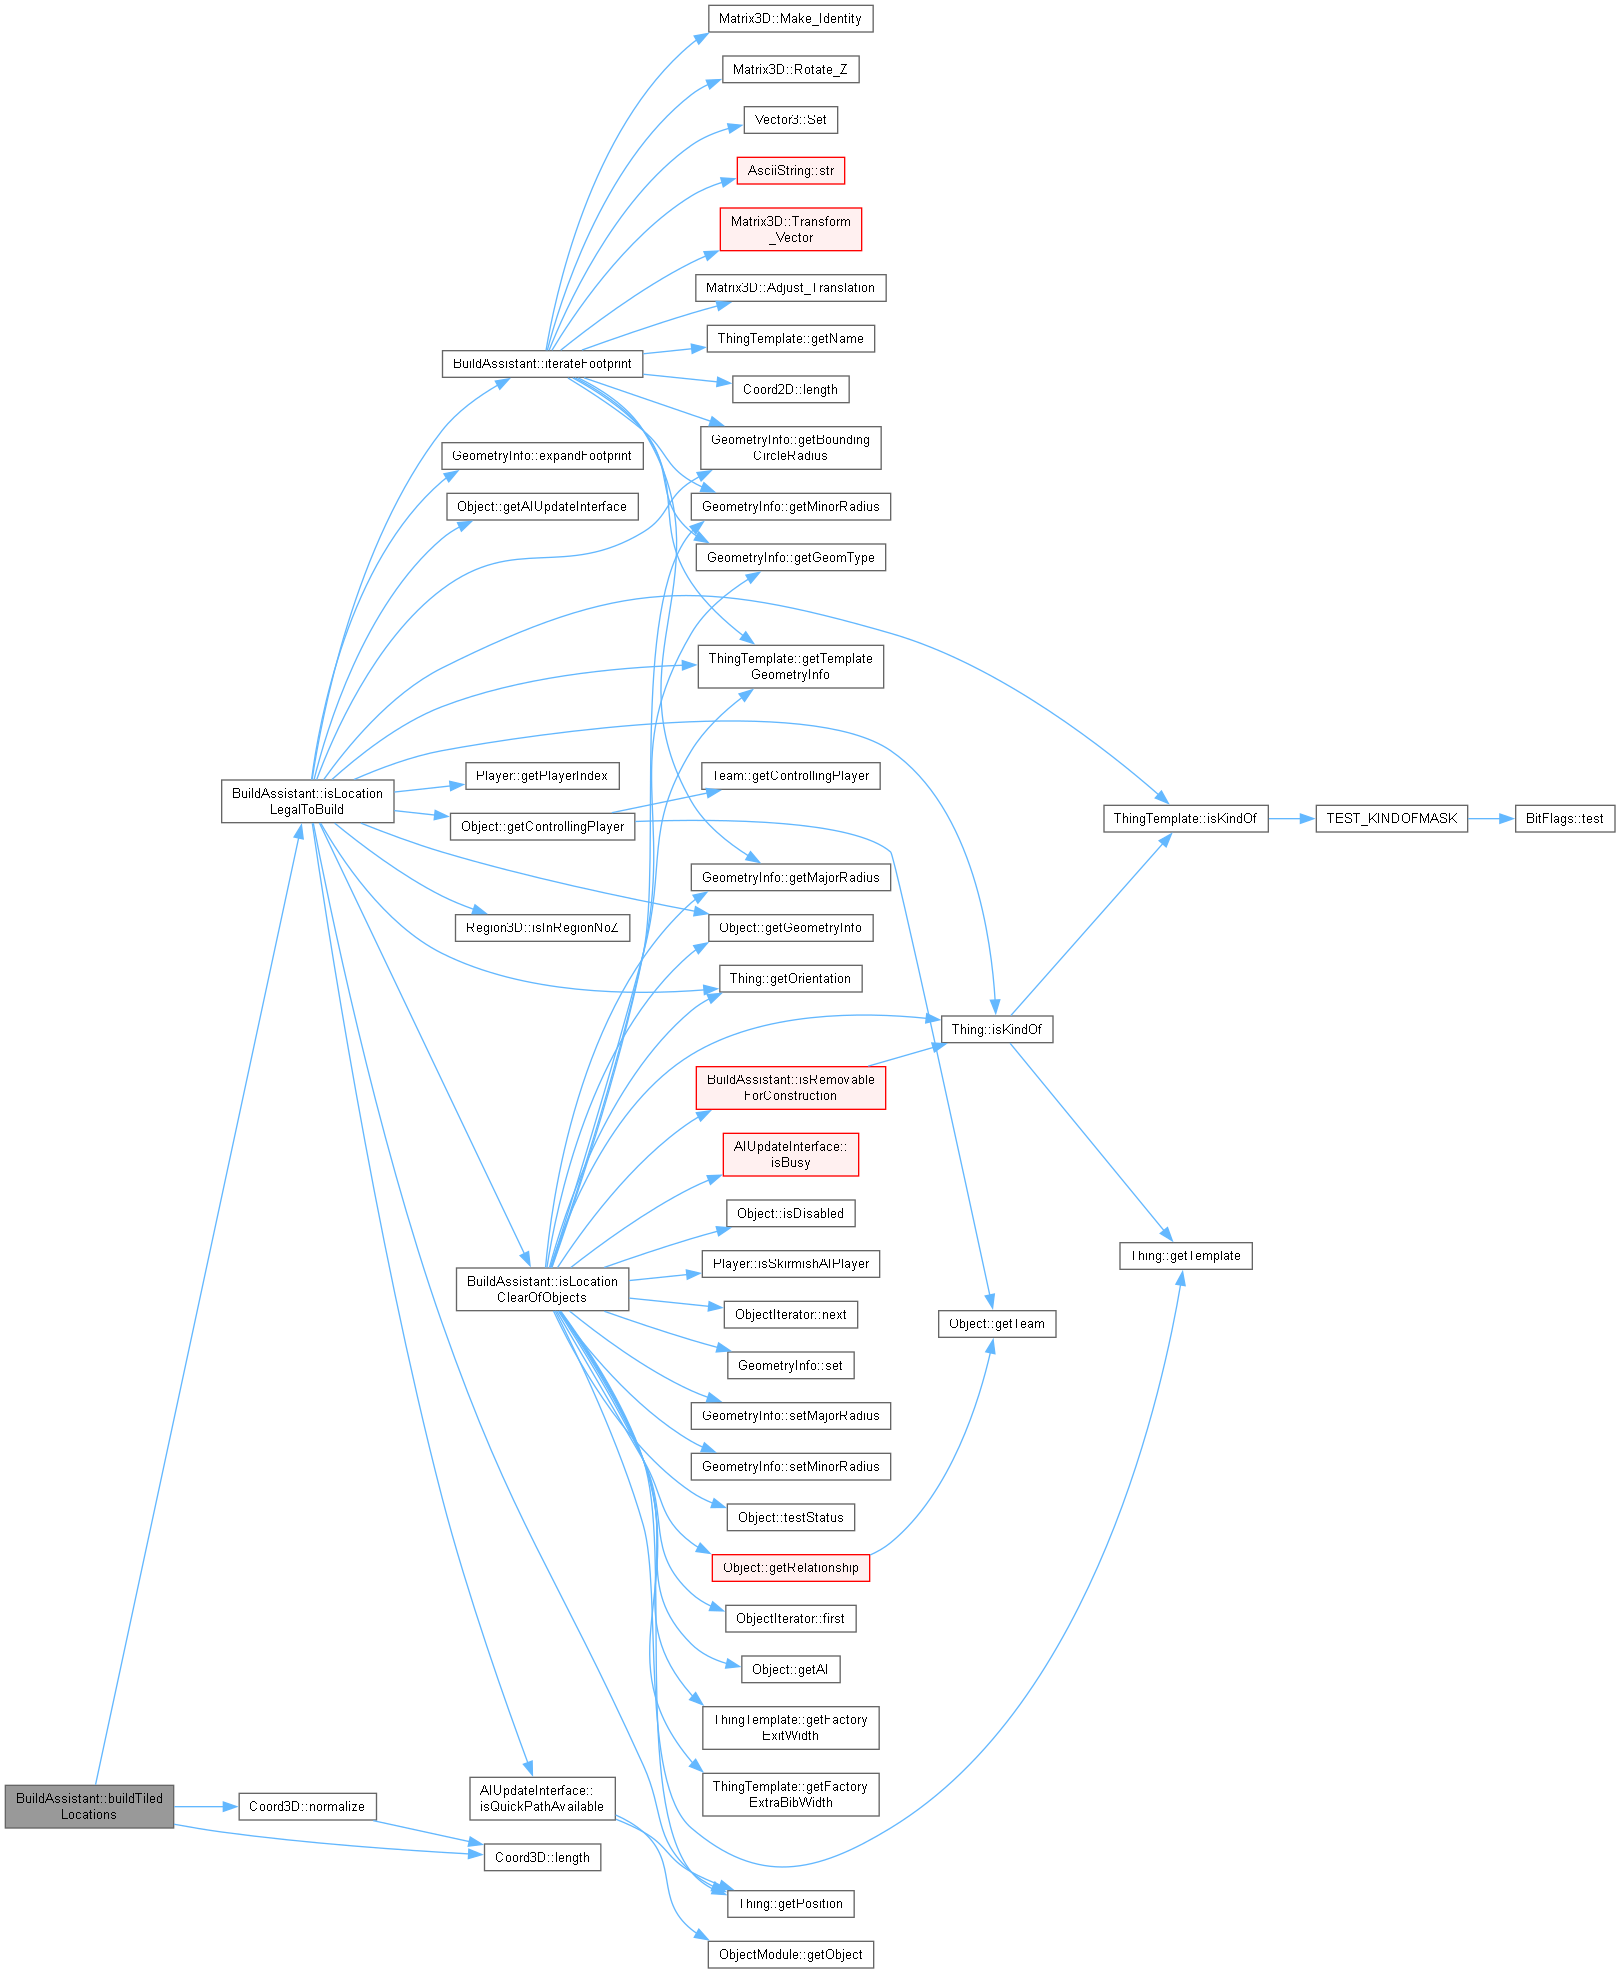 Matrix3D::Make_Identity
Matrix3D::Rotate_Z
Vector3::Set
AsciiString::str
Matrix3D::Transform
_Vector
Matrix3D::Adjust_Translation
ThingTemplate::getName
BuildAssistant::iterateFootprint
Coord2D::length
GeometryInfo::getBounding
CircleRadius
GeometryInfo::expandFootprint
Object::getAIUpdateInterface
GeometryInfo::getMinorRadius
GeometryInfo::getGeomType
ThingTemplate::getTemplate
GeometryInfo
Player::getPlayerIndex
Team::getControllingPlayer
BuildAssistant::isLocation
LegalToBuild
Object::getControllingPlayer
ThingTemplate::isKindOf
TEST_KINDOFMASK
BitFlags::test
GeometryInfo::getMajorRadius
Region3D::isInRegionNoZ
Object::getGeometryInfo
Thing::getOrientation
Thing::isKindOf
BuildAssistant::isRemovable
ForConstruction
AIUpdateInterface::
isBusy
Object::isDisabled
Thing::getTemplate
Player::isSkirmishAIPlayer
BuildAssistant::isLocation
ClearOfObjects
ObjectIterator::next
Object::getTeam
GeometryInfo::set
GeometryInfo::setMajorRadius
GeometryInfo::setMinorRadius
Object::testStatus
Object::getRelationship
ObjectIterator::first
Object::getAI
ThingTemplate::getFactory
ExitWidth
ThingTemplate::getFactory
ExtraBibWidth
BuildAssistant::buildTiled
Locations
Coord3D::normalize
AIUpdateInterface::
isQuickPathAvailable
Coord3D::length
Thing::getPosition
ObjectModule::getObject